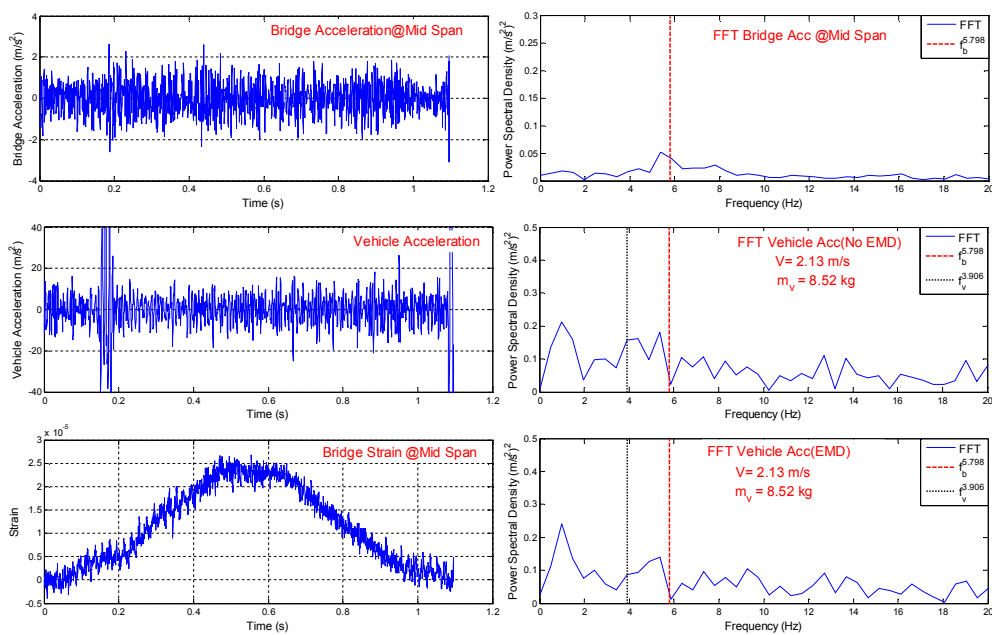 Bridge Acceleration@Mid Span
Bridge Acceleration (m/s²)
4
2
0
-2
-4
0 0.2 0.4 0.6 0.8 1 1.2
Time (s)
FFT Bridge Acc @Mid Span
FFT
f_b^5.798
Power Spectral Density (m/s²)²
0.3
0.25
0.2
0.15
0.1
0.05
0
0 2 4 6 8 10 12 14 16 18 20
Frequency (Hz)
Vehicle Acceleration
Vehicle Acceleration (m/s²)
40
20
0
-20
-40
0 0.2 0.4 0.6 0.8 1 1.2
Time (s)
FFT Vehicle Acc(No EMD)
V= 2.13 m/s
m_v = 8.52 kg
FFT
f_b^5.798
f_v^3.906
Power Spectral Density (m/s²)²
0.5
0.4
0.3
0.2
0.1
0
0 2 4 6 8 10 12 14 16 18 20
Frequency (Hz)
x 10^-5
Bridge Strain @Mid Span
Strain
3
2.5
2
1.5
1
0.5
0
-0.5
0 0.2 0.4 0.6 0.8 1 1.2
Time (s)
FFT Vehicle Acc(EMD)
V= 2.13 m/s
m_v = 8.52 kg
FFT
f_b^5.798
f_v^3.906
Power Spectral Density (m/s²)²
0.5
0.4
0.3
0.2
0.1
0
0 2 4 6 8 10 12 14 16 18 20
Frequency (Hz)